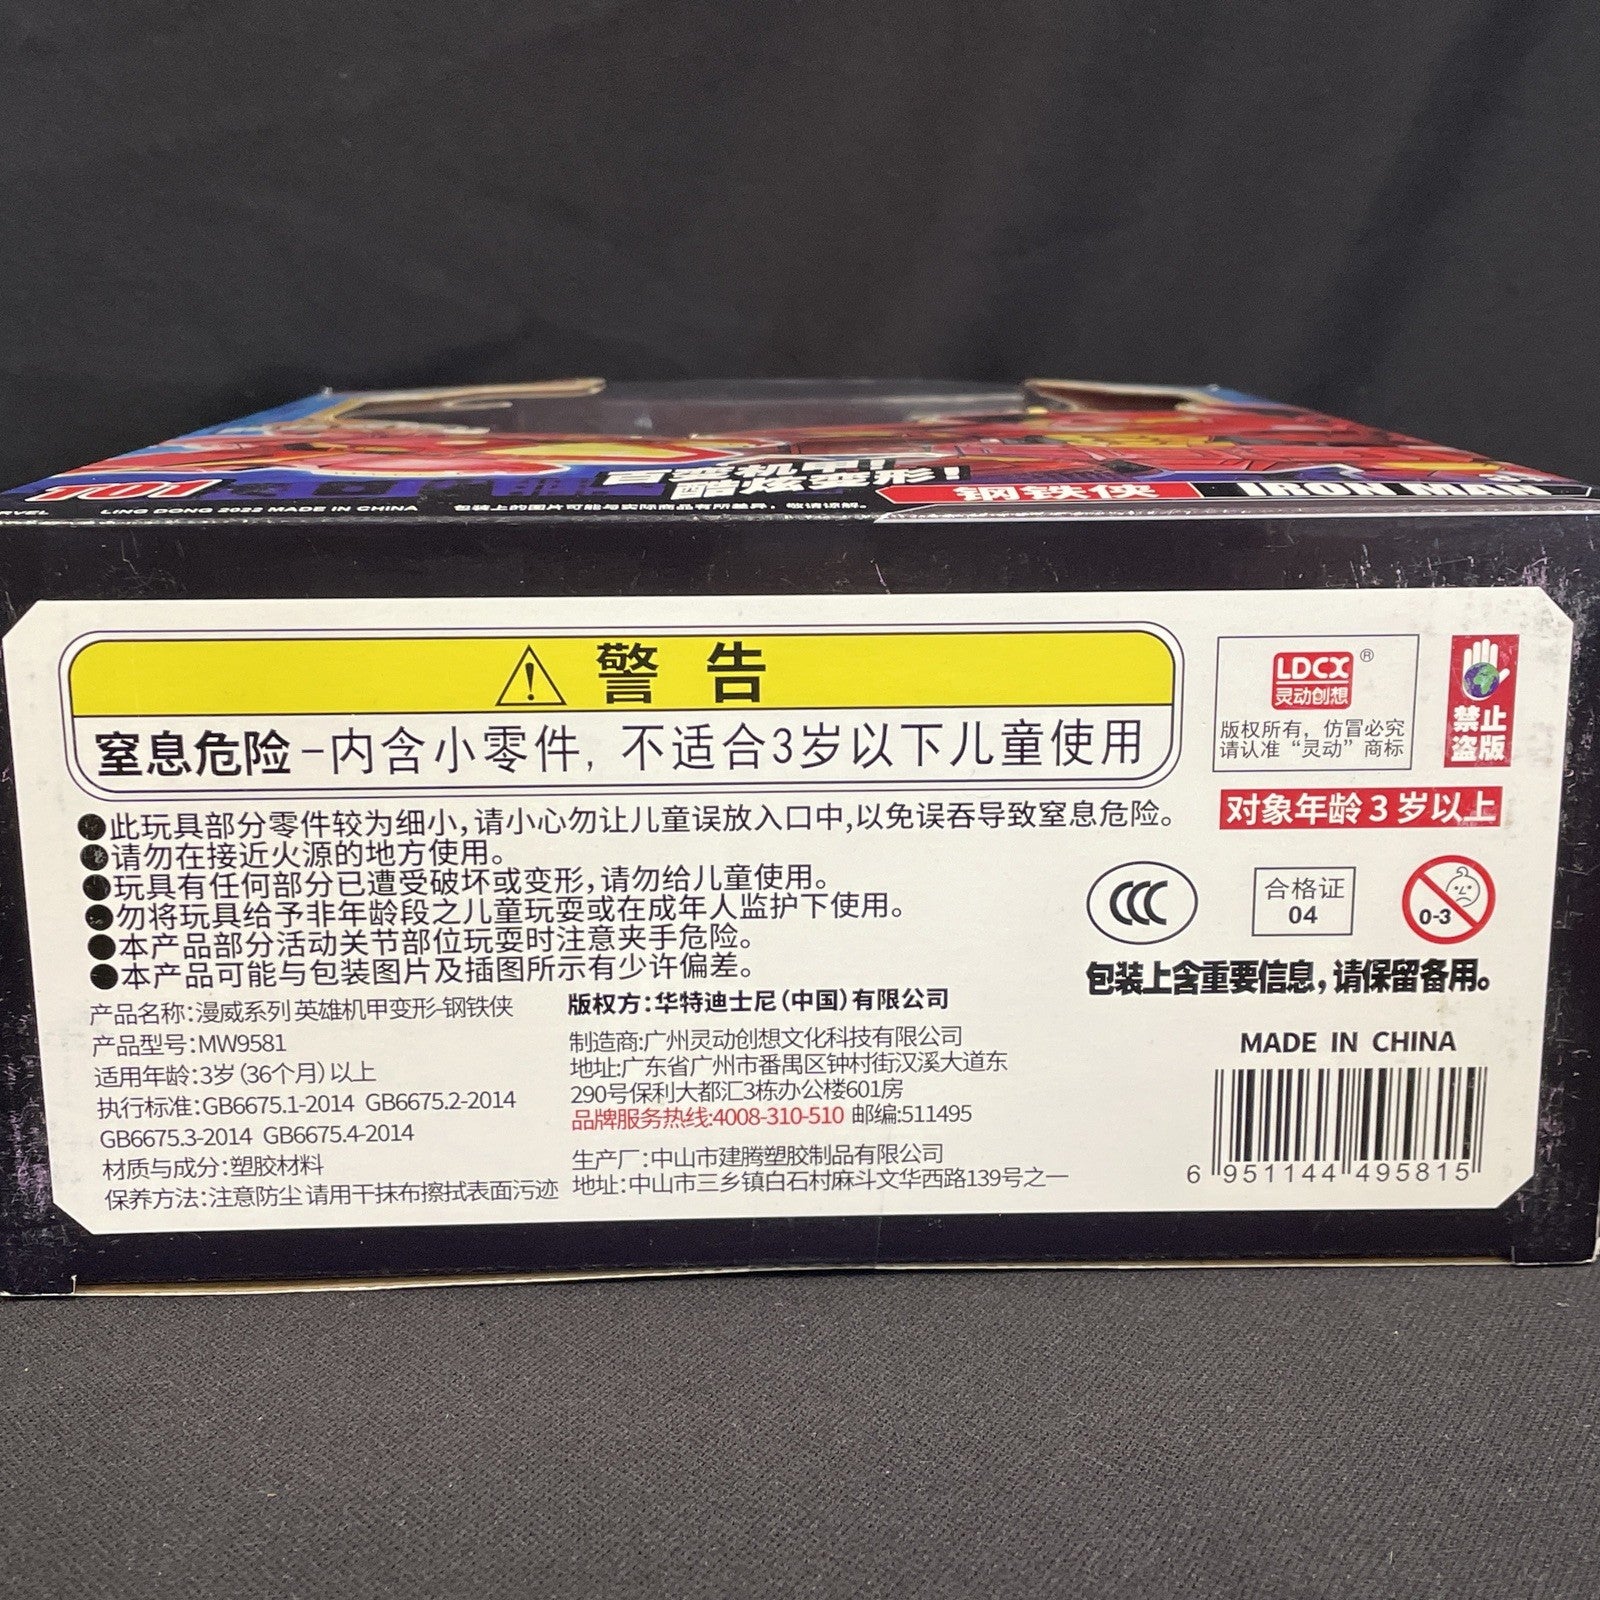 T01
百变机甲!
酷炫变形!
钢铁侠 IRON MAN
RVEL LING DONG 2022 MADE IN CHINA 包装上的图片可能与实际商品有所差异，敬请谅解。
警告
窒息危险-内含小零件，不适合3岁以下儿童使用
●此玩具部分零件较为细小,请小心勿让儿童误放入口中,以免误吞导致窒息危险。
●请勿在接近火源的地方使用。
●玩具有任何部分已遭受破坏或变形,请勿给儿童使用。
●勿将玩具给予非年龄段之儿童玩耍或在成年人监护下使用。
●本产品部分活动关节部位玩耍时注意夹手危险。
●本产品可能与包装图片及插图所示有少许偏差。
产品名称:漫威系列 英雄机甲变形-钢铁侠
产品型号:MW9581
适用年龄:3岁(36个月)以上
执行标准:GB6675.1-2014 GB6675.2-2014
GB6675.3-2014 GB6675.4-2014
材质与成分:塑胶材料
保养方法:注意防尘 请用干抹布擦拭表面污迹
版权方:华特迪士尼(中国)有限公司
制造商:广州灵动创想文化科技有限公司
地址:广东省广州市番禺区钟村街汉溪大道东
290号保利大都汇3栋办公楼601房
品牌服务热线:4008-310-510 邮编:511495
生产厂:中山市建腾塑胶制品有限公司
地址:中山市三乡镇白石村麻斗文华西路139号之一
LDCX ®
灵动创想
版权所有，仿冒必究
请认准“灵动”商标
禁止
盗版
对象年龄3岁以上
CCC
合格证
04
0-3
包装上含重要信息,请保留备用。
MADE IN CHINA
6 951144 495815